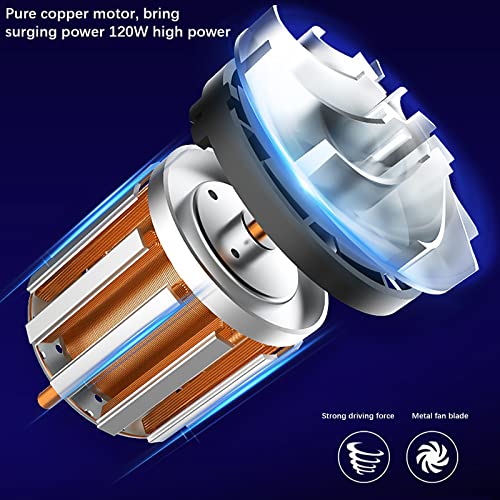 Pure copper motor, bring
surging power 120W high power
Strong driving force
Metal fan blade